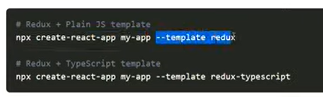 # Redux + Plain JS template
npx create-react-app my-app --template redux
# Redux + TypeScript template
npx create-react-app my-app --template redux-typescript